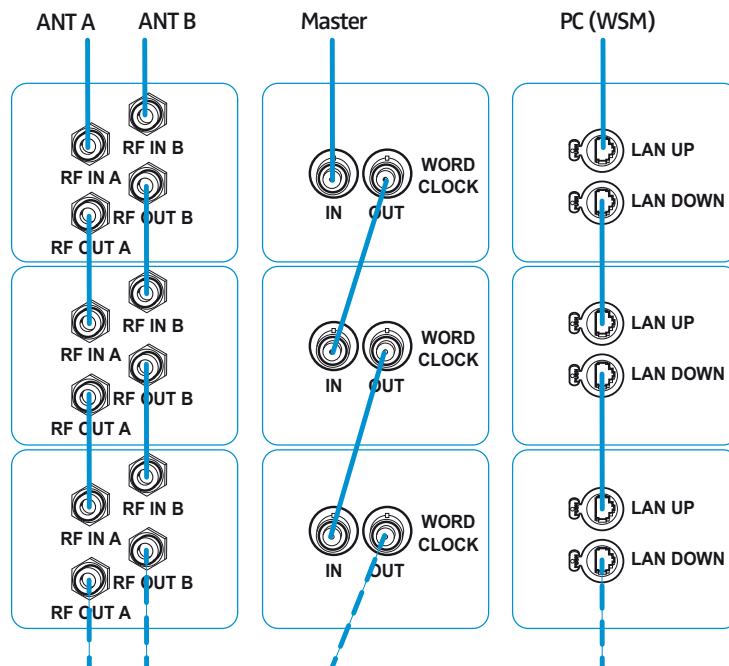 ANT A
ANT B
Master
PC (WSM)
RF IN B
RF IN A
RF OUT B
RF OUT A
WORD
CLOCK
IN
OUT
LAN UP
LAN DOWN
RF IN B
RF IN A
RF OUT B
RF OUT A
WORD
CLOCK
IN
OUT
LAN UP
LAN DOWN
RF IN B
RF IN A
RF OUT B
RF OUT A
WORD
CLOCK
IN
OUT
LAN UP
LAN DOWN